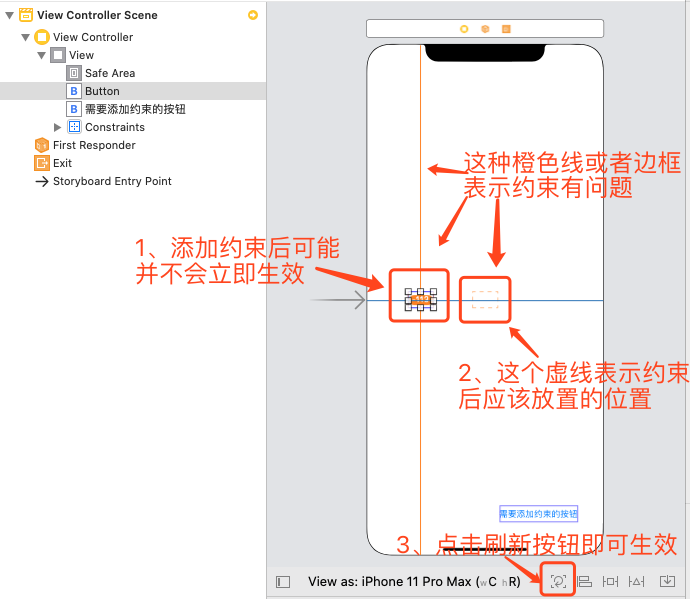 View Controller Scene
View Controller
View
Safe Area
B Button
B 需要添加约束的按钮
Constraints
First Responder
Exit
Storyboard Entry Point
这种橙色线或者边框
表示约束有问题
1、添加约束后可能
并不会立即生效
2、这个虚线表示约束
后应该放置的位置
需要添加约束的按钮
3、点击刷新按钮即可生效
View as: iPhone 11 Pro Max (wC hR)